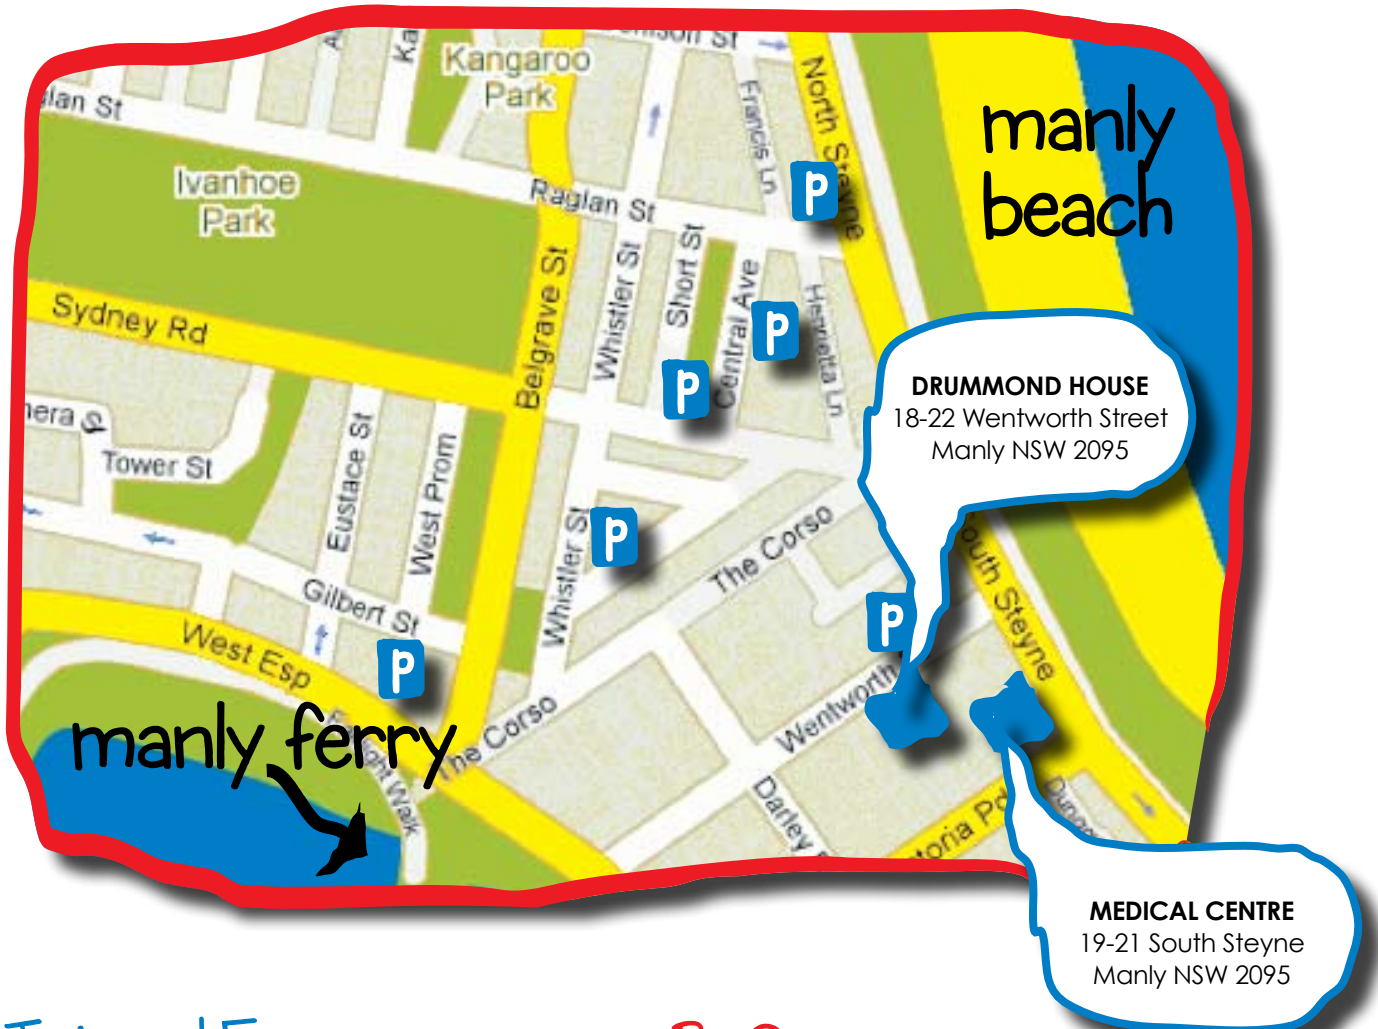 Kangaroo
Park
North Steyne
Francis Ln
manly
beach
Ivanhoe
Park
Raglan St
P
Sydney Rd
Belgrave St
Whistler St
Short St
Central Ave
P
Henrietta Ln
P
DRUMMOND HOUSE
18-22 Wentworth Street
Manly NSW 2095
Tower St
Eustace St
West Prom
Whistler St
P
The Corso
South Steyne
Gilbert St
P
West Esp
P
Wentworth
manly ferry
The Corso
Walk
Darley
MEDICAL CENTRE
19-21 South Steyne
Manly NSW 2095